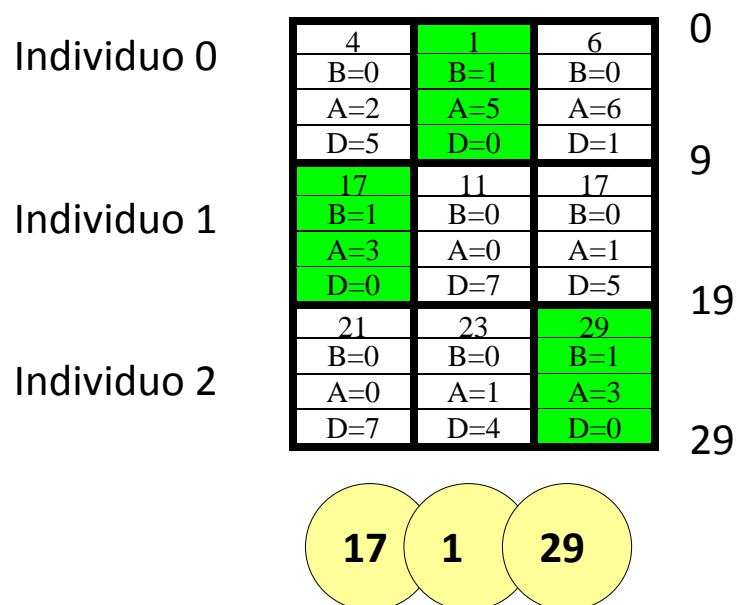 Individuo 0
4 1 6
B=0 B=1 B=0
A=2 A=5 A=6
D=5 D=0 D=1
0
9
Individuo 1
17 11 17
B=1 B=0 B=0
A=3 A=0 A=1
D=0 D=7 D=5
19
Individuo 2
21 23 29
B=0 B=0 B=1
A=0 A=1 A=3
D=7 D=4 D=0
29
17 1 29